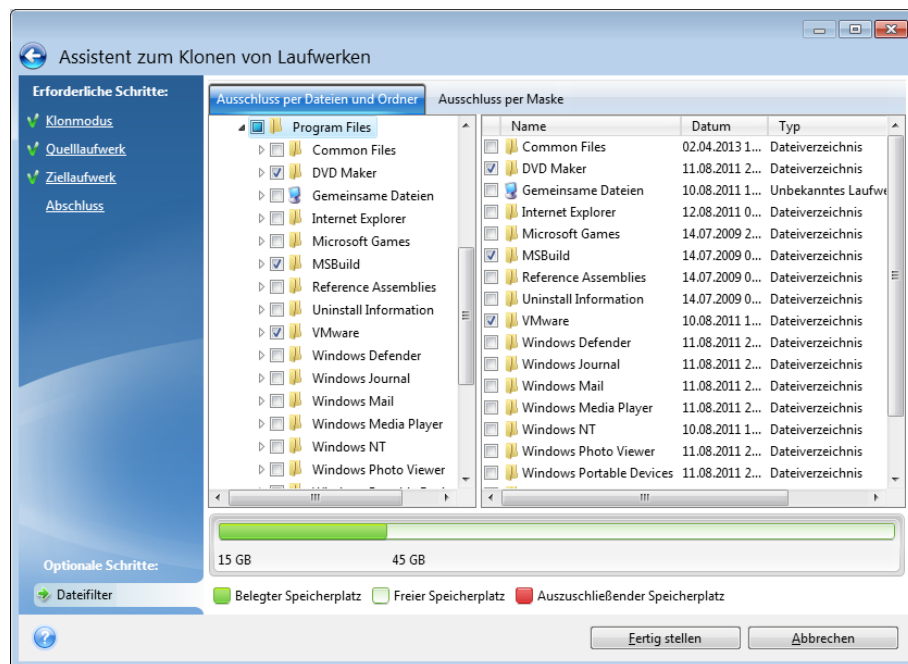 Assistent zum Klonen von Laufwerken
Erforderliche Schritte:
Klonmodus
Quelllaufwerk
Ziellaufwerk
Abschluss
Optionale Schritte:
Dateifilter
Ausschluss per Dateien und Ordner
Ausschluss per Maske
Program Files
Common Files
DVD Maker
Gemeinsame Dateien
Internet Explorer
Microsoft Games
MSBuild
Reference Assemblies
Uninstall Information
VMware
Windows Defender
Windows Journal
Windows Mail
Windows Media Player
Windows NT
Windows Photo Viewer
Name Datum Typ
Common Files 02.04.2013 1... Dateiverzeichnis
DVD Maker 11.08.2011 2... Dateiverzeichnis
Gemeinsame Dateien 10.08.2011 1... Unbekanntes Laufwe
Internet Explorer 12.08.2011 0... Dateiverzeichnis
Microsoft Games 14.07.2009 2... Dateiverzeichnis
MSBuild 14.07.2009 0... Dateiverzeichnis
Reference Assemblies 14.07.2009 0... Dateiverzeichnis
Uninstall Information 14.07.2009 0... Dateiverzeichnis
VMware 10.08.2011 1... Dateiverzeichnis
Windows Defender 11.08.2011 2... Dateiverzeichnis
Windows Journal 11.08.2011 2... Dateiverzeichnis
Windows Mail 11.08.2011 2... Dateiverzeichnis
Windows Media Player 11.08.2011 2... Dateiverzeichnis
Windows NT 10.08.2011 1... Dateiverzeichnis
Windows Photo Viewer 11.08.2011 2... Dateiverzeichnis
Windows Portable Devices 11.08.2011 2... Dateiverzeichnis
15 GB 45 GB
Belegter Speicherplatz Freier Speicherplatz Auszuschließender Speicherplatz
Fertig stellen Abbrechen